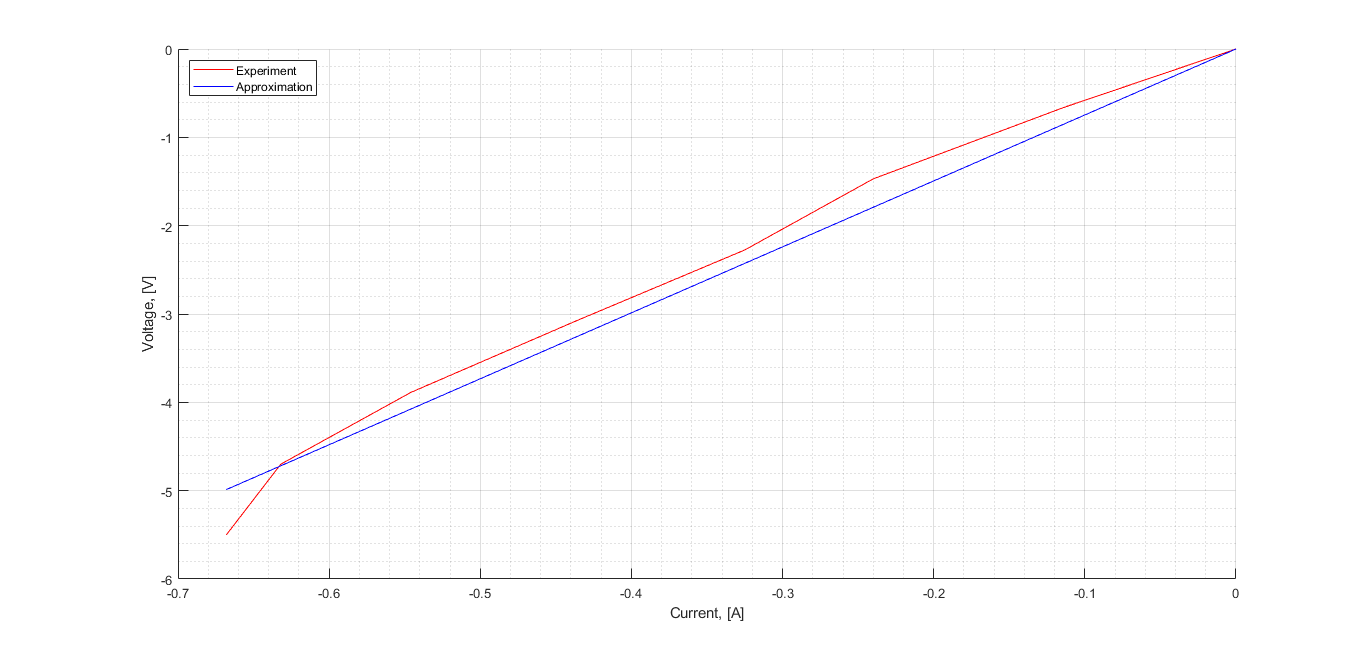 0
Experiment
Approximation
-1
-2
Voltage, [V]
-3
-4
-5
-6
-0.7 -0.6 -0.5 -0.4 -0.3 -0.2 -0.1 0
Current, [A]